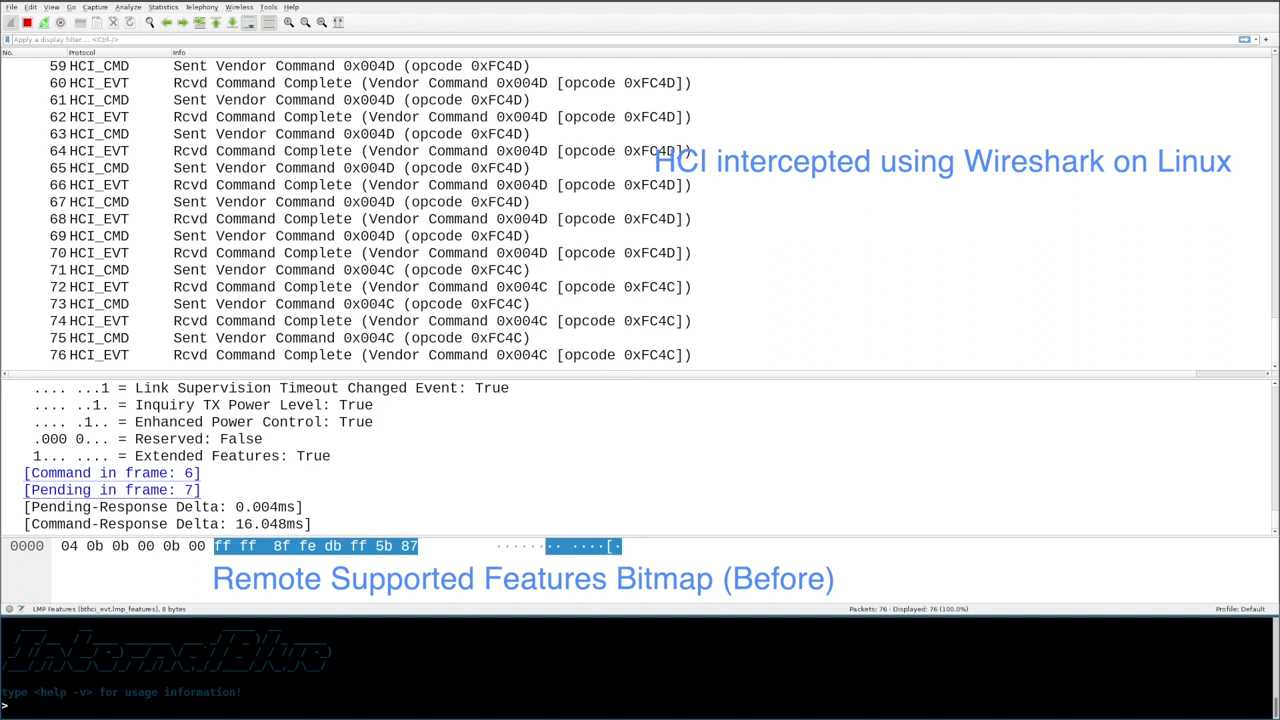 File Edit View Go Capture Analyze Statistics Telephony Wireless Tools Help
Apply a display filter ... <Ctrl-/>
No. Protocol Info
59 HCI_CMD Sent Vendor Command 0x004D (opcode 0xFC4D)
60 HCI_EVT Rcvd Command Complete (Vendor Command 0x004D [opcode 0xFC4D])
61 HCI_CMD Sent Vendor Command 0x004D (opcode 0xFC4D)
62 HCI_EVT Rcvd Command Complete (Vendor Command 0x004D [opcode 0xFC4D])
63 HCI_CMD Sent Vendor Command 0x004D (opcode 0xFC4D)
64 HCI_EVT Rcvd Command Complete (Vendor Command 0x004D [opcode 0xFC4D])
HCI intercepted using Wireshark on Linux
65 HCI_CMD Sent Vendor Command 0x004D (opcode 0xFC4D)
66 HCI_EVT Rcvd Command Complete (Vendor Command 0x004D [opcode 0xFC4D])
67 HCI_CMD Sent Vendor Command 0x004D (opcode 0xFC4D)
68 HCI_EVT Rcvd Command Complete (Vendor Command 0x004D [opcode 0xFC4D])
69 HCI_CMD Sent Vendor Command 0x004D (opcode 0xFC4D)
70 HCI_EVT Rcvd Command Complete (Vendor Command 0x004D [opcode 0xFC4D])
71 HCI_CMD Sent Vendor Command 0x004C (opcode 0xFC4C)
72 HCI_EVT Rcvd Command Complete (Vendor Command 0x004C [opcode 0xFC4C])
73 HCI_CMD Sent Vendor Command 0x004C (opcode 0xFC4C)
74 HCI_EVT Rcvd Command Complete (Vendor Command 0x004C [opcode 0xFC4C])
75 HCI_CMD Sent Vendor Command 0x004C (opcode 0xFC4C)
76 HCI_EVT Rcvd Command Complete (Vendor Command 0x004C [opcode 0xFC4C])
.... ...1 = Link Supervision Timeout Changed Event: True
.... ..1. = Inquiry TX Power Level: True
.... .1.. = Enhanced Power Control: True
.000 0... = Reserved: False
1... .... = Extended Features: True
[Command in frame: 6]
[Pending in frame: 7]
[Pending-Response Delta: 0.004ms]
[Command-Response Delta: 16.048ms]
0000 04 0b 0b 00 0b 00 ff ff 8f fe db ff 5b 87 ········ ····[·
Remote Supported Features Bitmap (Before)
LMP Features (bthci_evt.lmp_features), 8 bytes Packets: 76 · Displayed: 76 (100.0%) Profile: Default
InternalBlue
type <help -v> for usage information!
>